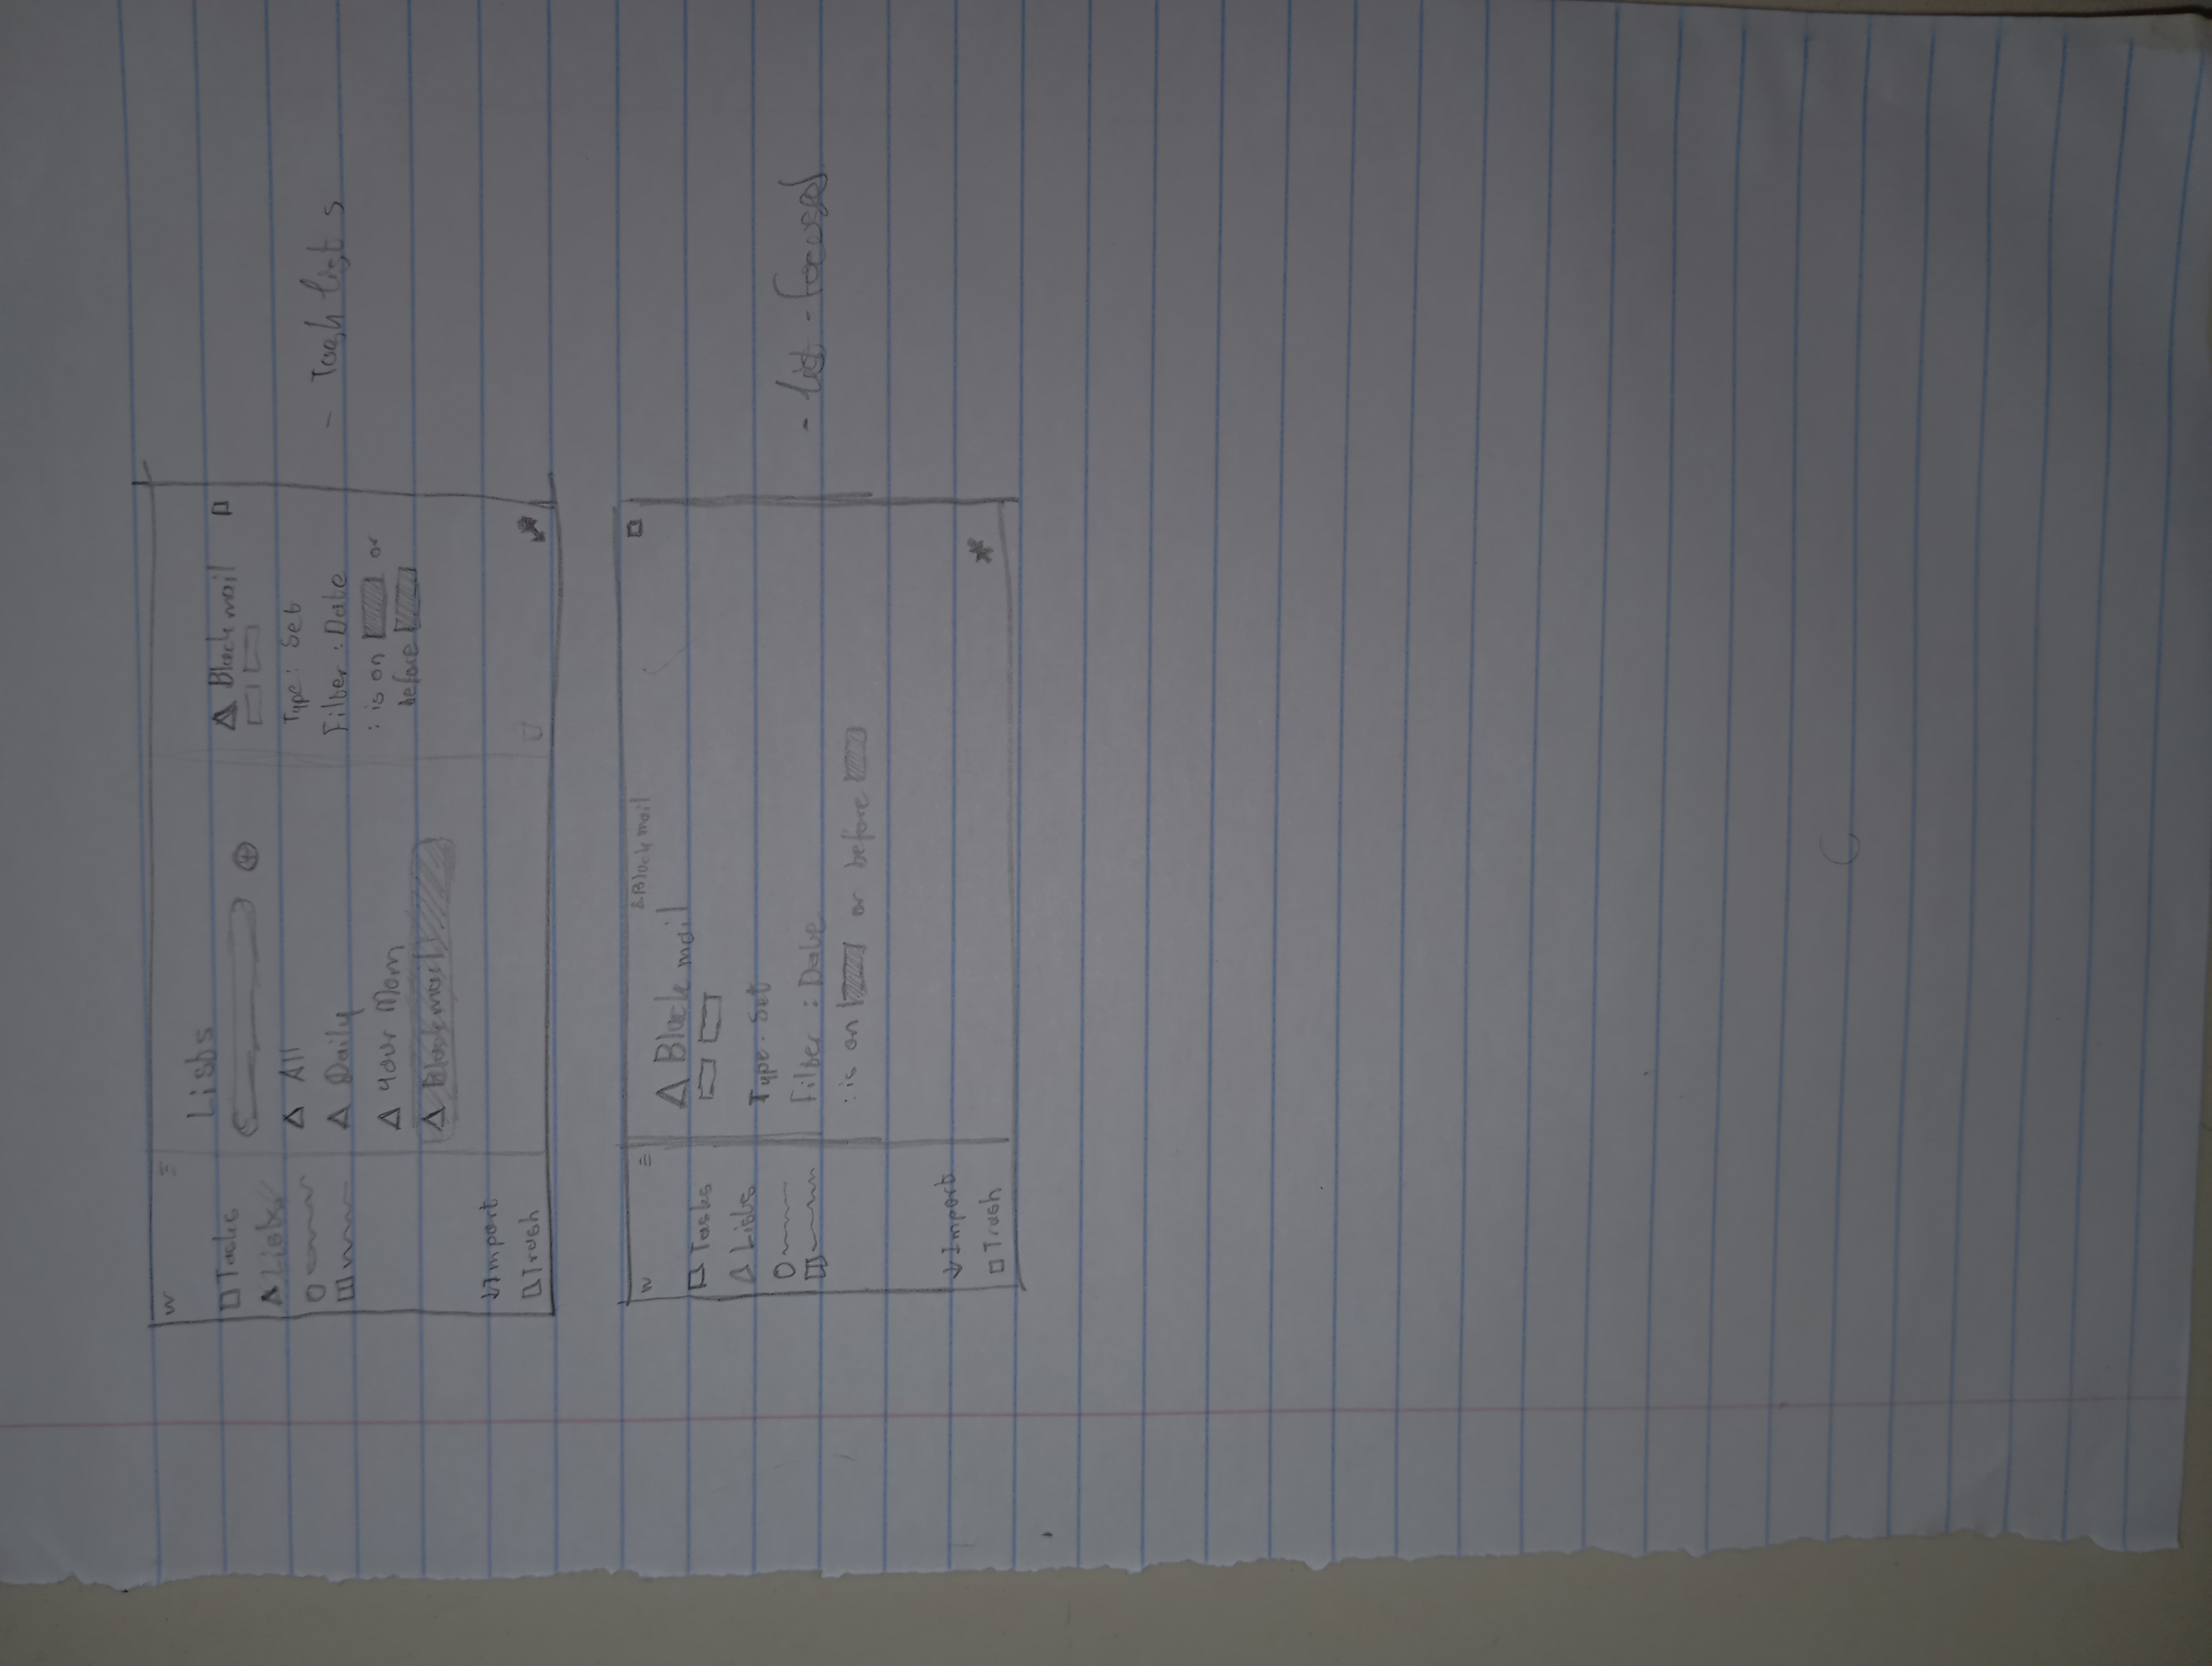 W
Lists
Tasks
Lists
All
Daily
Your Mom
Blackmail
Import
Trash
Blackmail
Type: Set
Filter: Date
: is on or
before
- Task lists
W
Blackmail
Blackmail
Tasks
Lists
Type: Set
Filter: Date
: is on or before
Import
Trash
- list-focused